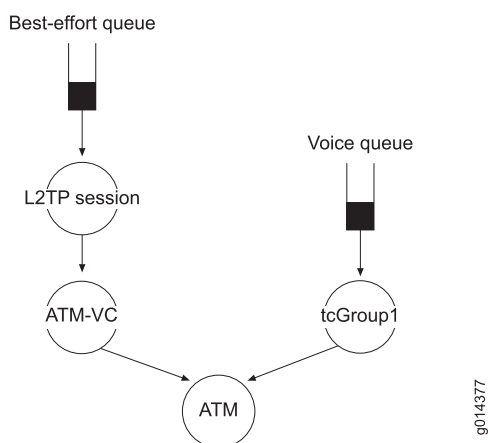 Best-effort queue
Voice queue
L2TP session
ATM-VC
tcGroup1
ATM
g014377